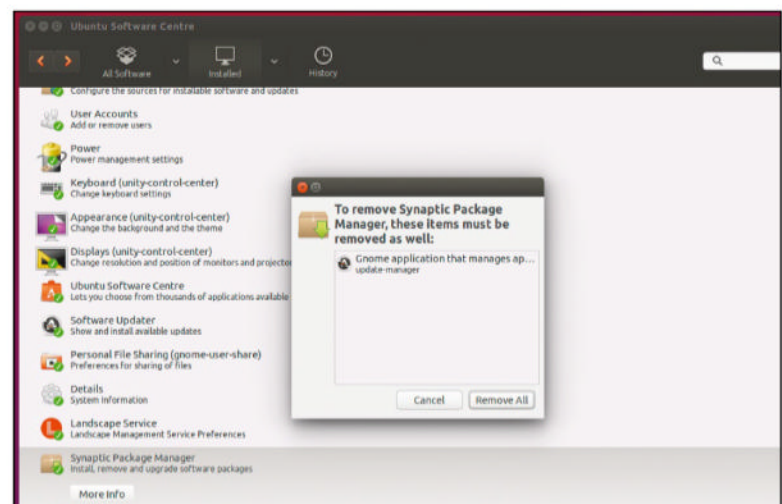 Ubuntu Software Centre
All Software
Installed
History
Configure the sources for installable software and updates
User Accounts
Add or remove users
Power
Power management settings
Keyboard (unity-control-center)
Change keyboard settings
Appearance (unity-control-center)
Change the background and the theme
Displays (unity-control-center)
Change resolution and position of monitors and projector
Ubuntu Software Centre
Lets you choose from thousands of applications available
Software Updater
Show and install available updates
Personal File Sharing (gnome-user-share)
Preferences for sharing of files
Details
System Information
Landscape Service
Landscape Management Service Preferences
Synaptic Package Manager
Install, remove and upgrade software packages
More Info
To remove Synaptic Package
Manager, these items must be
removed as well:
Gnome application that manages ap...
update-manager
Cancel
Remove All